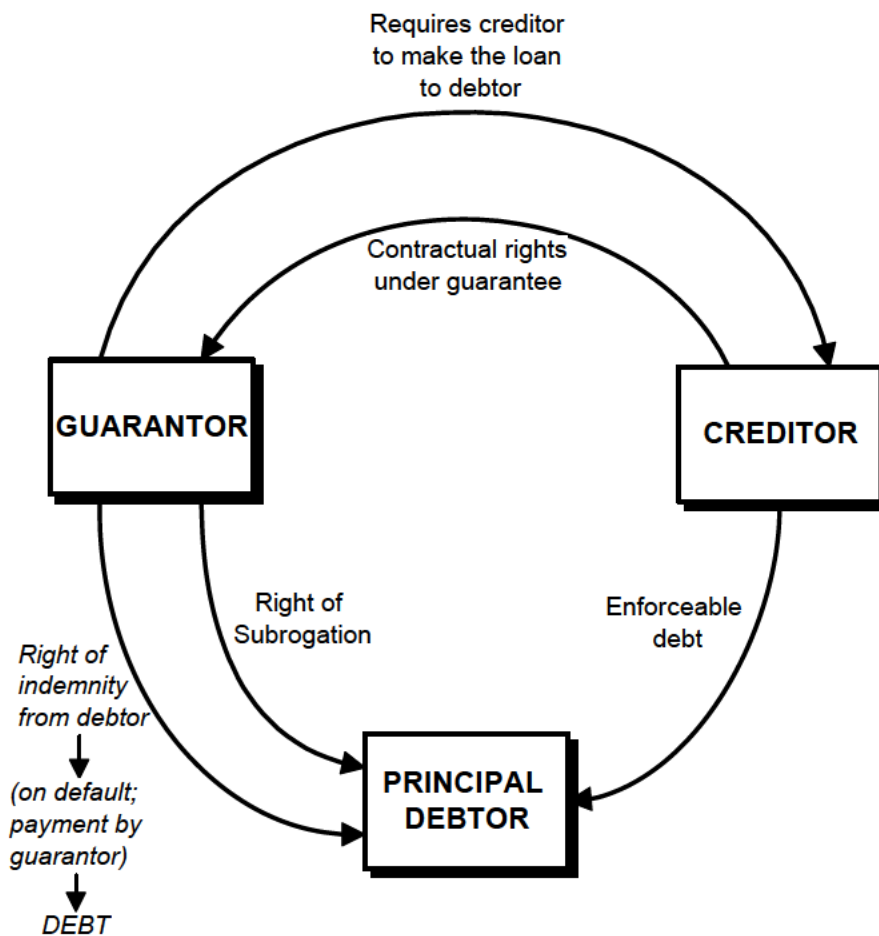 Requires creditor
to make the loan
to debtor
Contractual rights
under guarantee
GUARANTOR
CREDITOR
Right of
Subrogation
Enforceable
debt
Right of
indemnity
from debtor
(on default;
payment by
guarantor)
DEBT
PRINCIPAL
DEBTOR